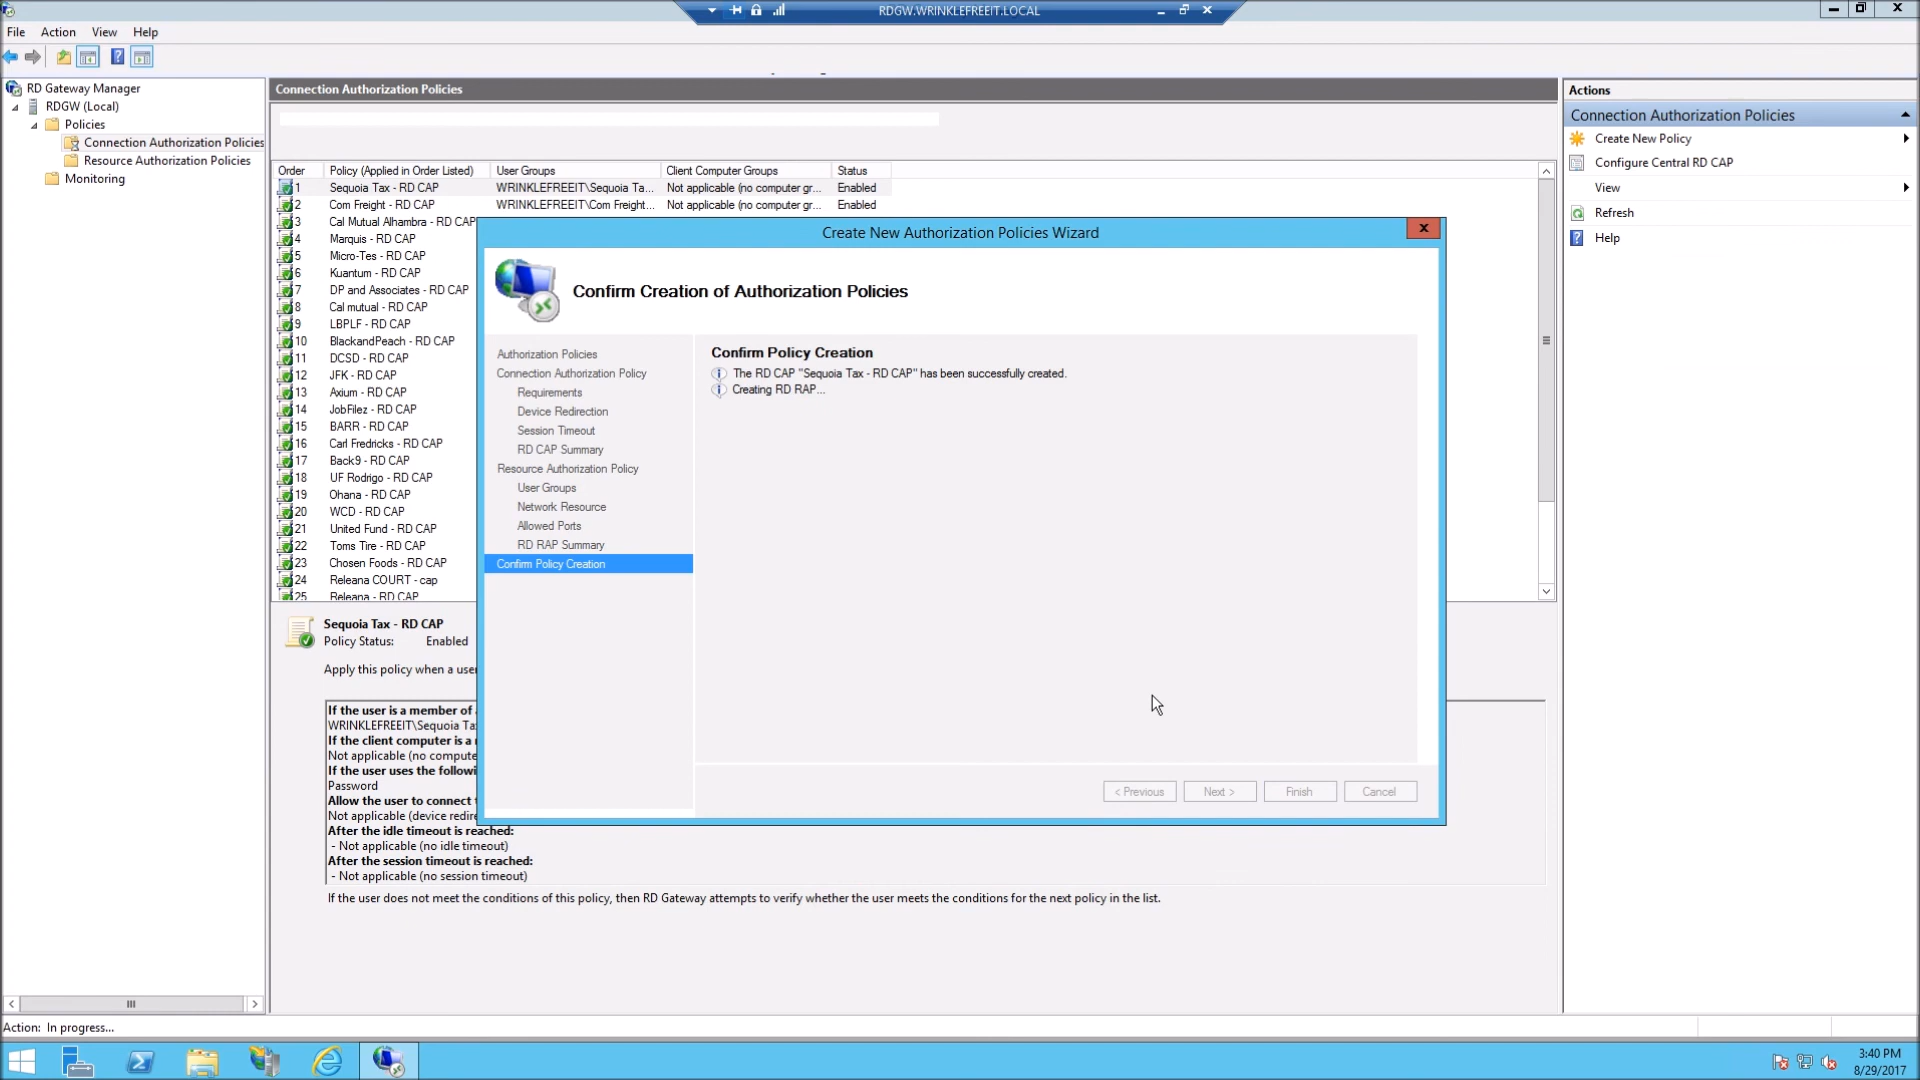 RDGW.WRINKLEFREEIT.LOCAL
File Action View Help
RD Gateway Manager
RDGW (Local)
Policies
Connection Authorization Policies
Resource Authorization Policies
Monitoring
Connection Authorization Policies
Order Policy (Applied in Order Listed) User Groups Client Computer Groups Status
1 Sequoia Tax - RD CAP WRINKLEFREEIT\Sequoia Ta... Not applicable (no computer gr... Enabled
2 Com Freight - RD CAP WRINKLEFREEIT\Com Freight... Not applicable (no computer gr... Enabled
3 Cal Mutual Alhambra - RD CAP
4 Marquis - RD CAP
5 Micro-Tes - RD CAP
6 Kuantum - RD CAP
7 DP and Associates - RD CAP
8 Cal mutual - RD CAP
9 LBPLF - RD CAP
10 BlackandPeach - RD CAP
11 DCSD - RD CAP
12 JFK - RD CAP
13 Axium - RD CAP
14 JobFilez - RD CAP
15 BARR - RD CAP
16 Carl Fredricks - RD CAP
17 Back9 - RD CAP
18 UF Rodrigo - RD CAP
19 Ohana - RD CAP
20 WCD - RD CAP
21 United Fund - RD CAP
22 Toms Tire - RD CAP
23 Chosen Foods - RD CAP
24 Releana COURT - cap
25 Releana - RD CAP
Sequoia Tax - RD CAP
Policy Status: Enabled
Apply this policy when a use
If the user is a member of
WRINKLEFREEIT\Sequoia Ta
If the client computer is a
Not applicable (no compute
If the user uses the followi
Password
Allow the user to connect
Not applicable (device redire
After the idle timeout is reached:
- Not applicable (no idle timeout)
After the session timeout is reached:
- Not applicable (no session timeout)
If the user does not meet the conditions of this policy, then RD Gateway attempts to verify whether the user meets the conditions for the next policy in the list.
Create New Authorization Policies Wizard
Confirm Creation of Authorization Policies
Authorization Policies
Connection Authorization Policy
Requirements
Device Redirection
Session Timeout
RD CAP Summary
Resource Authorization Policy
User Groups
Network Resource
Allowed Ports
RD RAP Summary
Confirm Policy Creation
Confirm Policy Creation
The RD CAP "Sequoia Tax - RD CAP" has been successfully created.
Creating RD RAP...
< Previous Next > Finish Cancel
Actions
Connection Authorization Policies
Create New Policy
Configure Central RD CAP
View
Refresh
Help
Action: In progress...
3:40 PM
8/29/2017